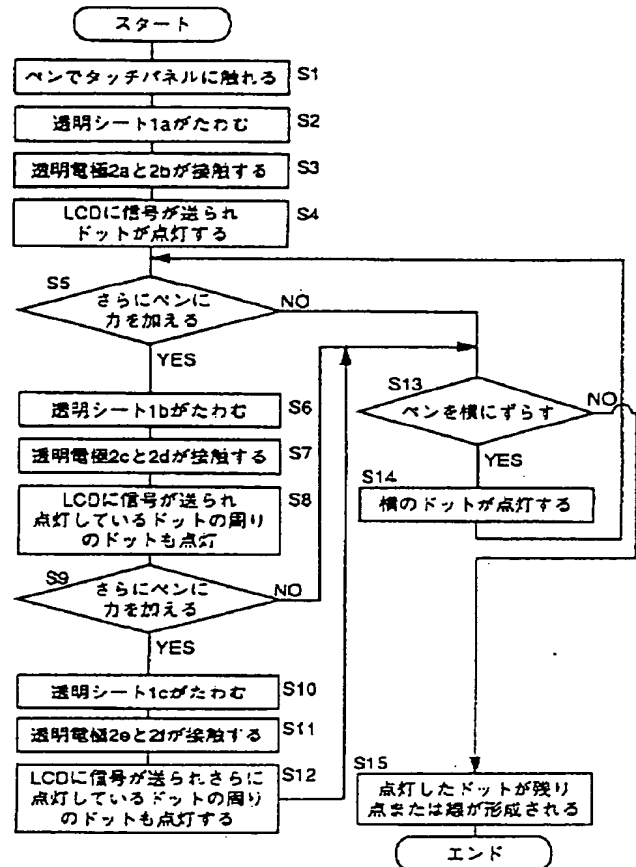 スタート
ペンでタッチパネルに触れる S1
透明シート1aがたわむ S2
透明電極2aと2bが接触する S3
LCDに信号が送られ S4
ドットが点灯する
S5
さらにペンに
力を加える
NO
YES
透明シート1bがたわむ S6
透明電極2cと2dが接触する S7
LCDに信号が送られ S8
点灯しているドットの周り
のドットも点灯
S9
さらにペンに
力を加える
NO
YES
透明シート1cがたわむ S10
透明電極2eと2fが接触する S11
LCDに信号が送られさらに S12
点灯しているドットの周り
のドットも点灯する
S13
ペンを横にずらす
NO
YES
S14
横のドットが点灯する
S15
点灯したドットが残り
点または線が形成される
エンド